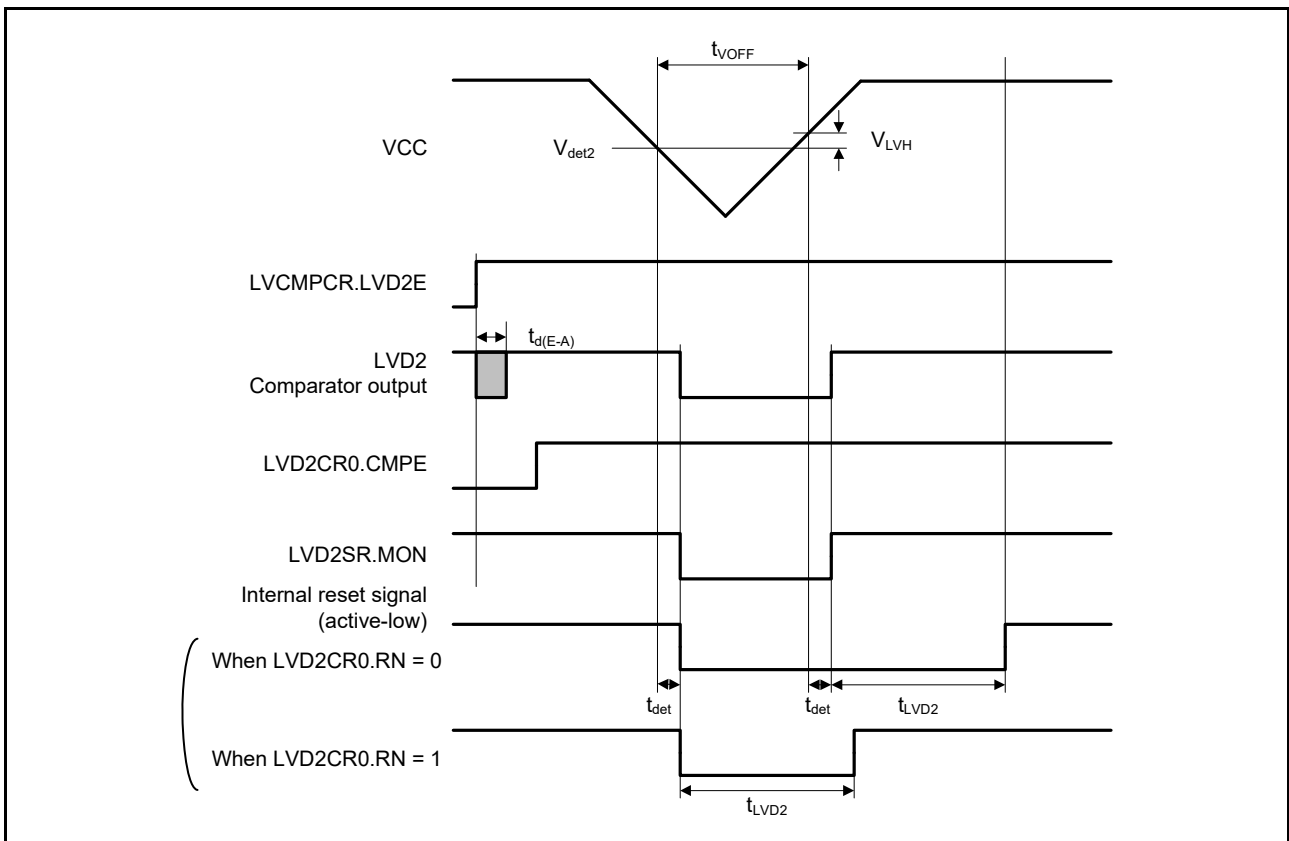 tVOFF
VCC
Vdet2
VLVH
LVCMPCR.LVD2E
td(E-A)
LVD2
Comparator output
LVD2CR0.CMPE
LVD2SR.MON
Internal reset signal
(active-low)
When LVD2CR0.RN = 0
tdet
tdet
tLVD2
When LVD2CR0.RN = 1
tLVD2